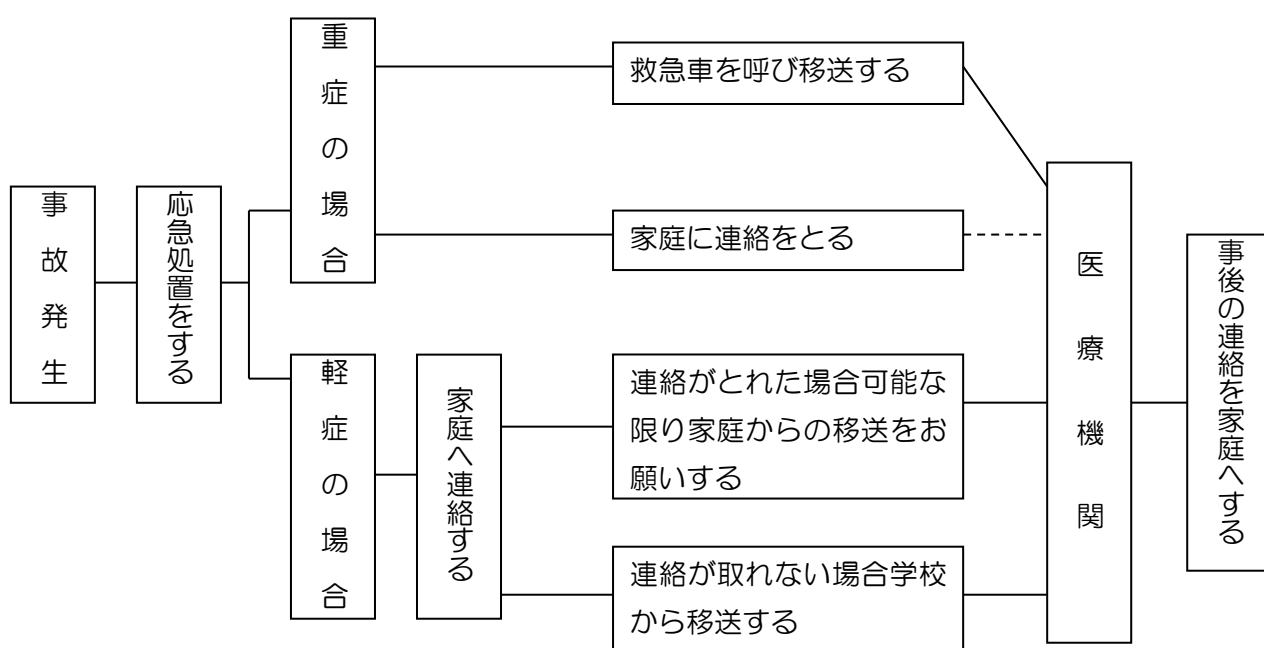 事故発生
応急処置をする
重症の場合
救急車を呼び移送する
家庭に連絡をとる
軽症の場合
家庭へ連絡する
連絡がとれた場合可能な
限り家庭からの移送をお
願いする
連絡が取れない場合学校
から移送する
医療機関
事後の連絡を家庭へする